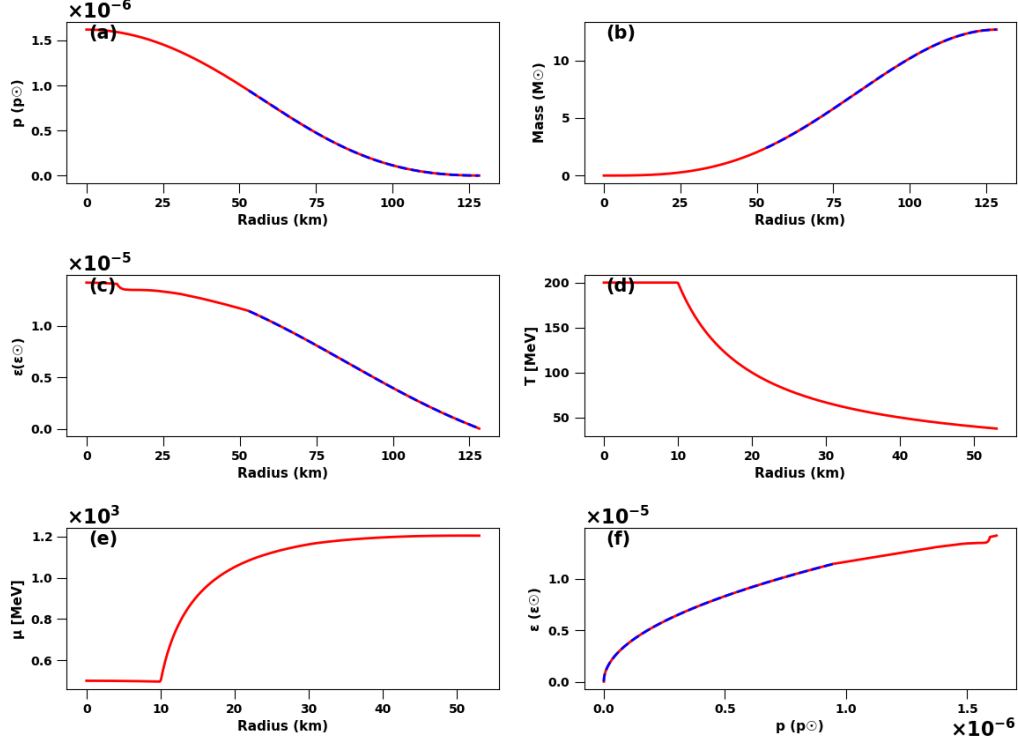 ×10⁻⁶
(a)
p (p☉)
1.5
1.0
0.5
0.0
0 25 50 75 100 125
Radius (km)
(b)
Mass (M☉)
10
5
0
0 25 50 75 100 125
Radius (km)
×10⁻⁵
(c)
ε(ε☉)
1.0
0.5
0.0
0 25 50 75 100 125
Radius (km)
(d)
T [MeV]
200
150
100
50
0 10 20 30 40 50
Radius (km)
×10³
(e)
μ [MeV]
1.2
1.0
0.8
0.6
0 10 20 30 40 50
Radius (km)
×10⁻⁵
(f)
ε (ε☉)
1.0
0.5
0.0
0.0 0.5 1.0 1.5
p (p☉)
×10⁻⁶